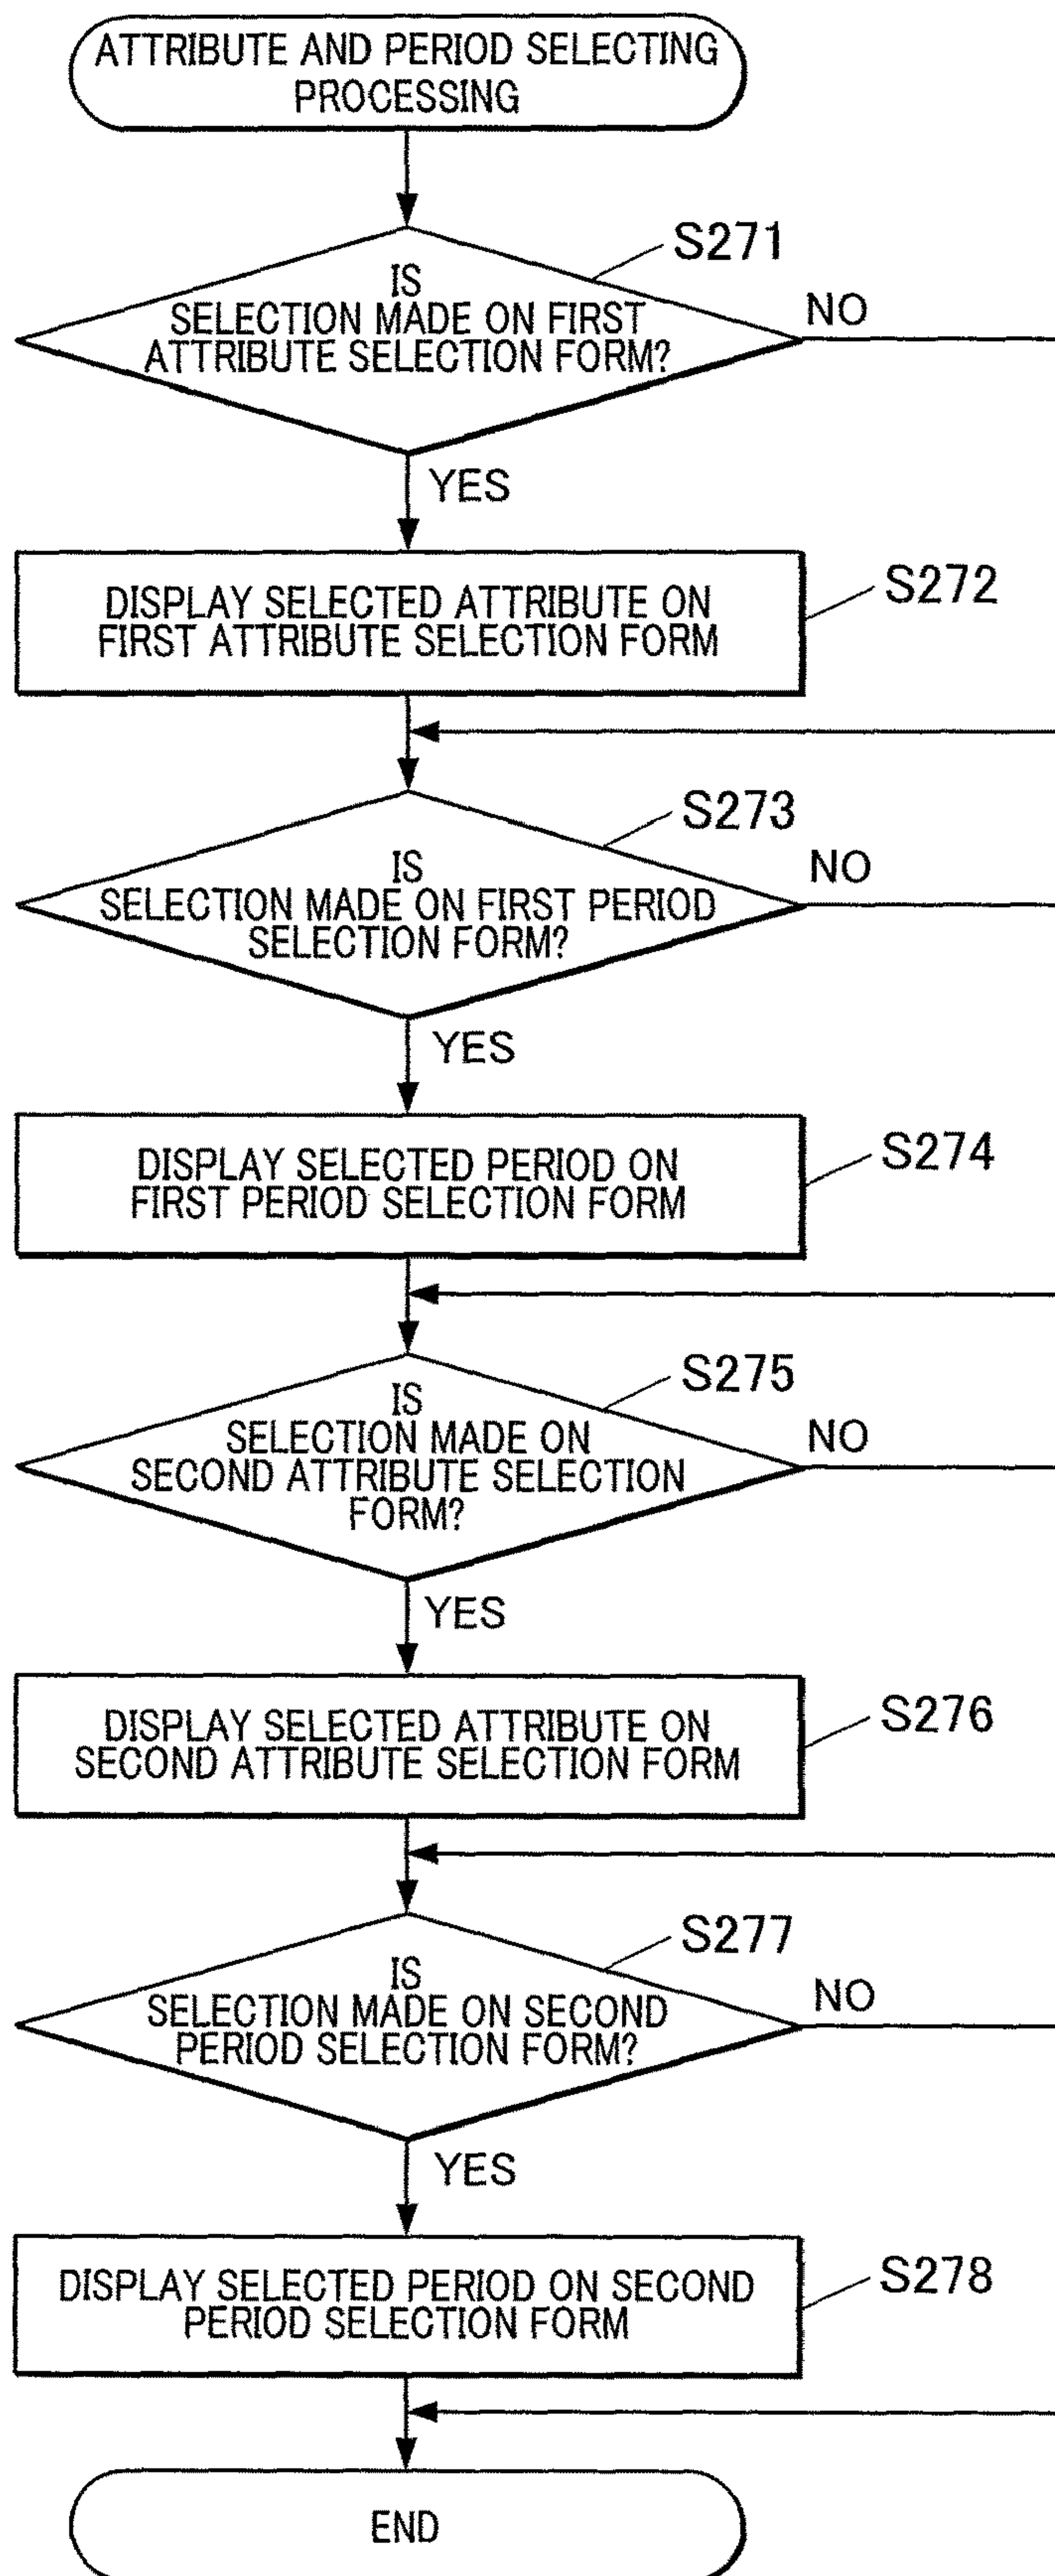 ATTRIBUTE AND PERIOD SELECTING
PROCESSING
S271
IS
SELECTION MADE ON FIRST
ATTRIBUTE SELECTION FORM?
NO
YES
DISPLAY SELECTED ATTRIBUTE ON
FIRST ATTRIBUTE SELECTION FORM
S272
S273
IS
SELECTION MADE ON FIRST PERIOD
SELECTION FORM?
NO
YES
DISPLAY SELECTED PERIOD ON
FIRST PERIOD SELECTION FORM
S274
S275
IS
SELECTION MADE ON
SECOND ATTRIBUTE SELECTION
FORM?
NO
YES
DISPLAY SELECTED ATTRIBUTE ON
SECOND ATTRIBUTE SELECTION FORM
S276
S277
IS
SELECTION MADE ON SECOND
PERIOD SELECTION FORM?
NO
YES
DISPLAY SELECTED PERIOD ON SECOND
PERIOD SELECTION FORM
S278
END